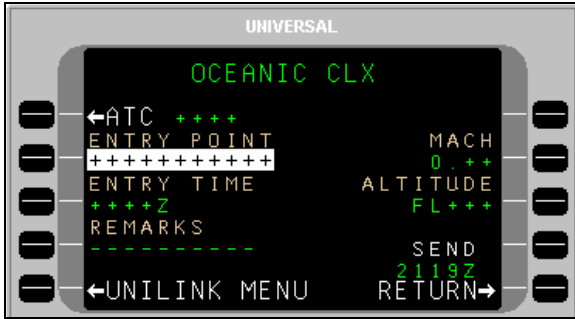 UNIVERSAL
OCEANIC CLX
←ATC ++++
ENTRY POINT MACH
+++++++++++ 0.++
ENTRY TIME ALTITUDE
++++Z FL+++
REMARKS
---------- SEND
2119Z
←UNILINK MENU RETURN→